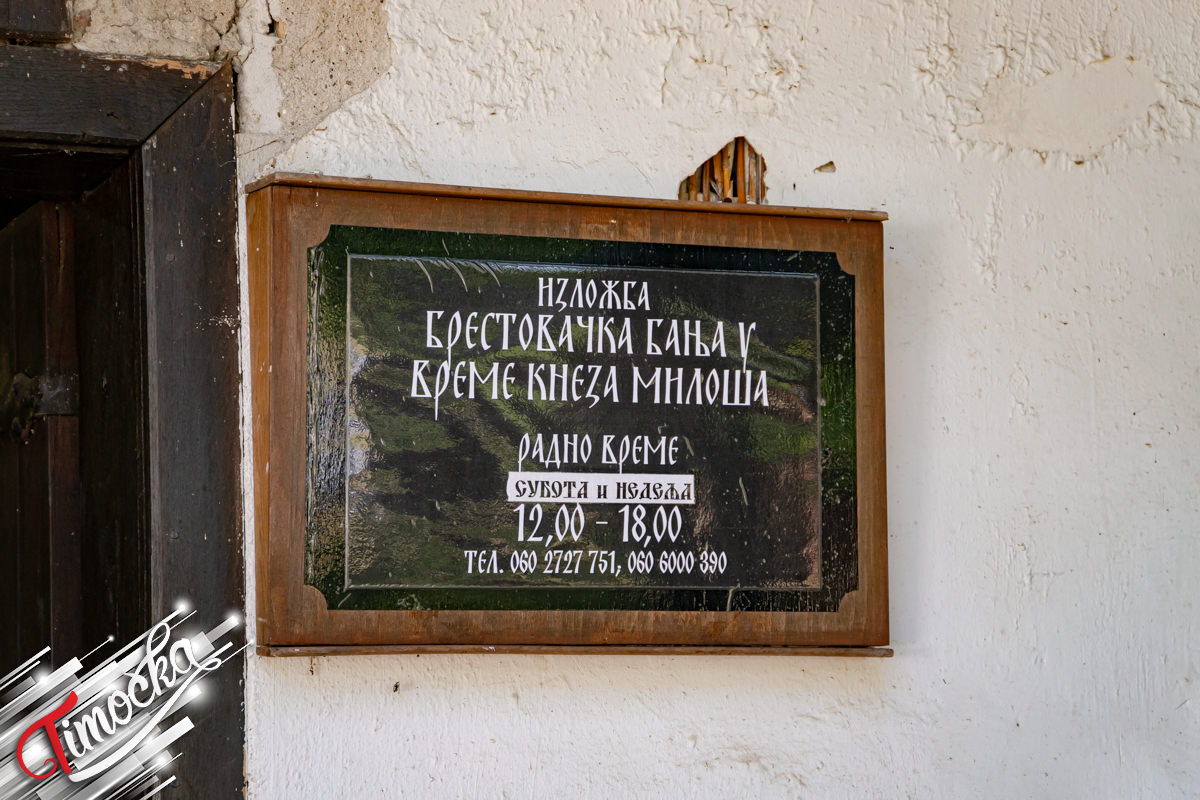 ИЗЛОЖБА
БРЕСТОВАЧКА БАЊА У
ВРЕМЕ КНЕЗА МИЛОША
РАДНО ВРЕМЕ
СУБОТА и НЕДЕЉА
12,00 - 18,00
ТЕЛ. 060 2727 751, 060 6000 390
Timočka